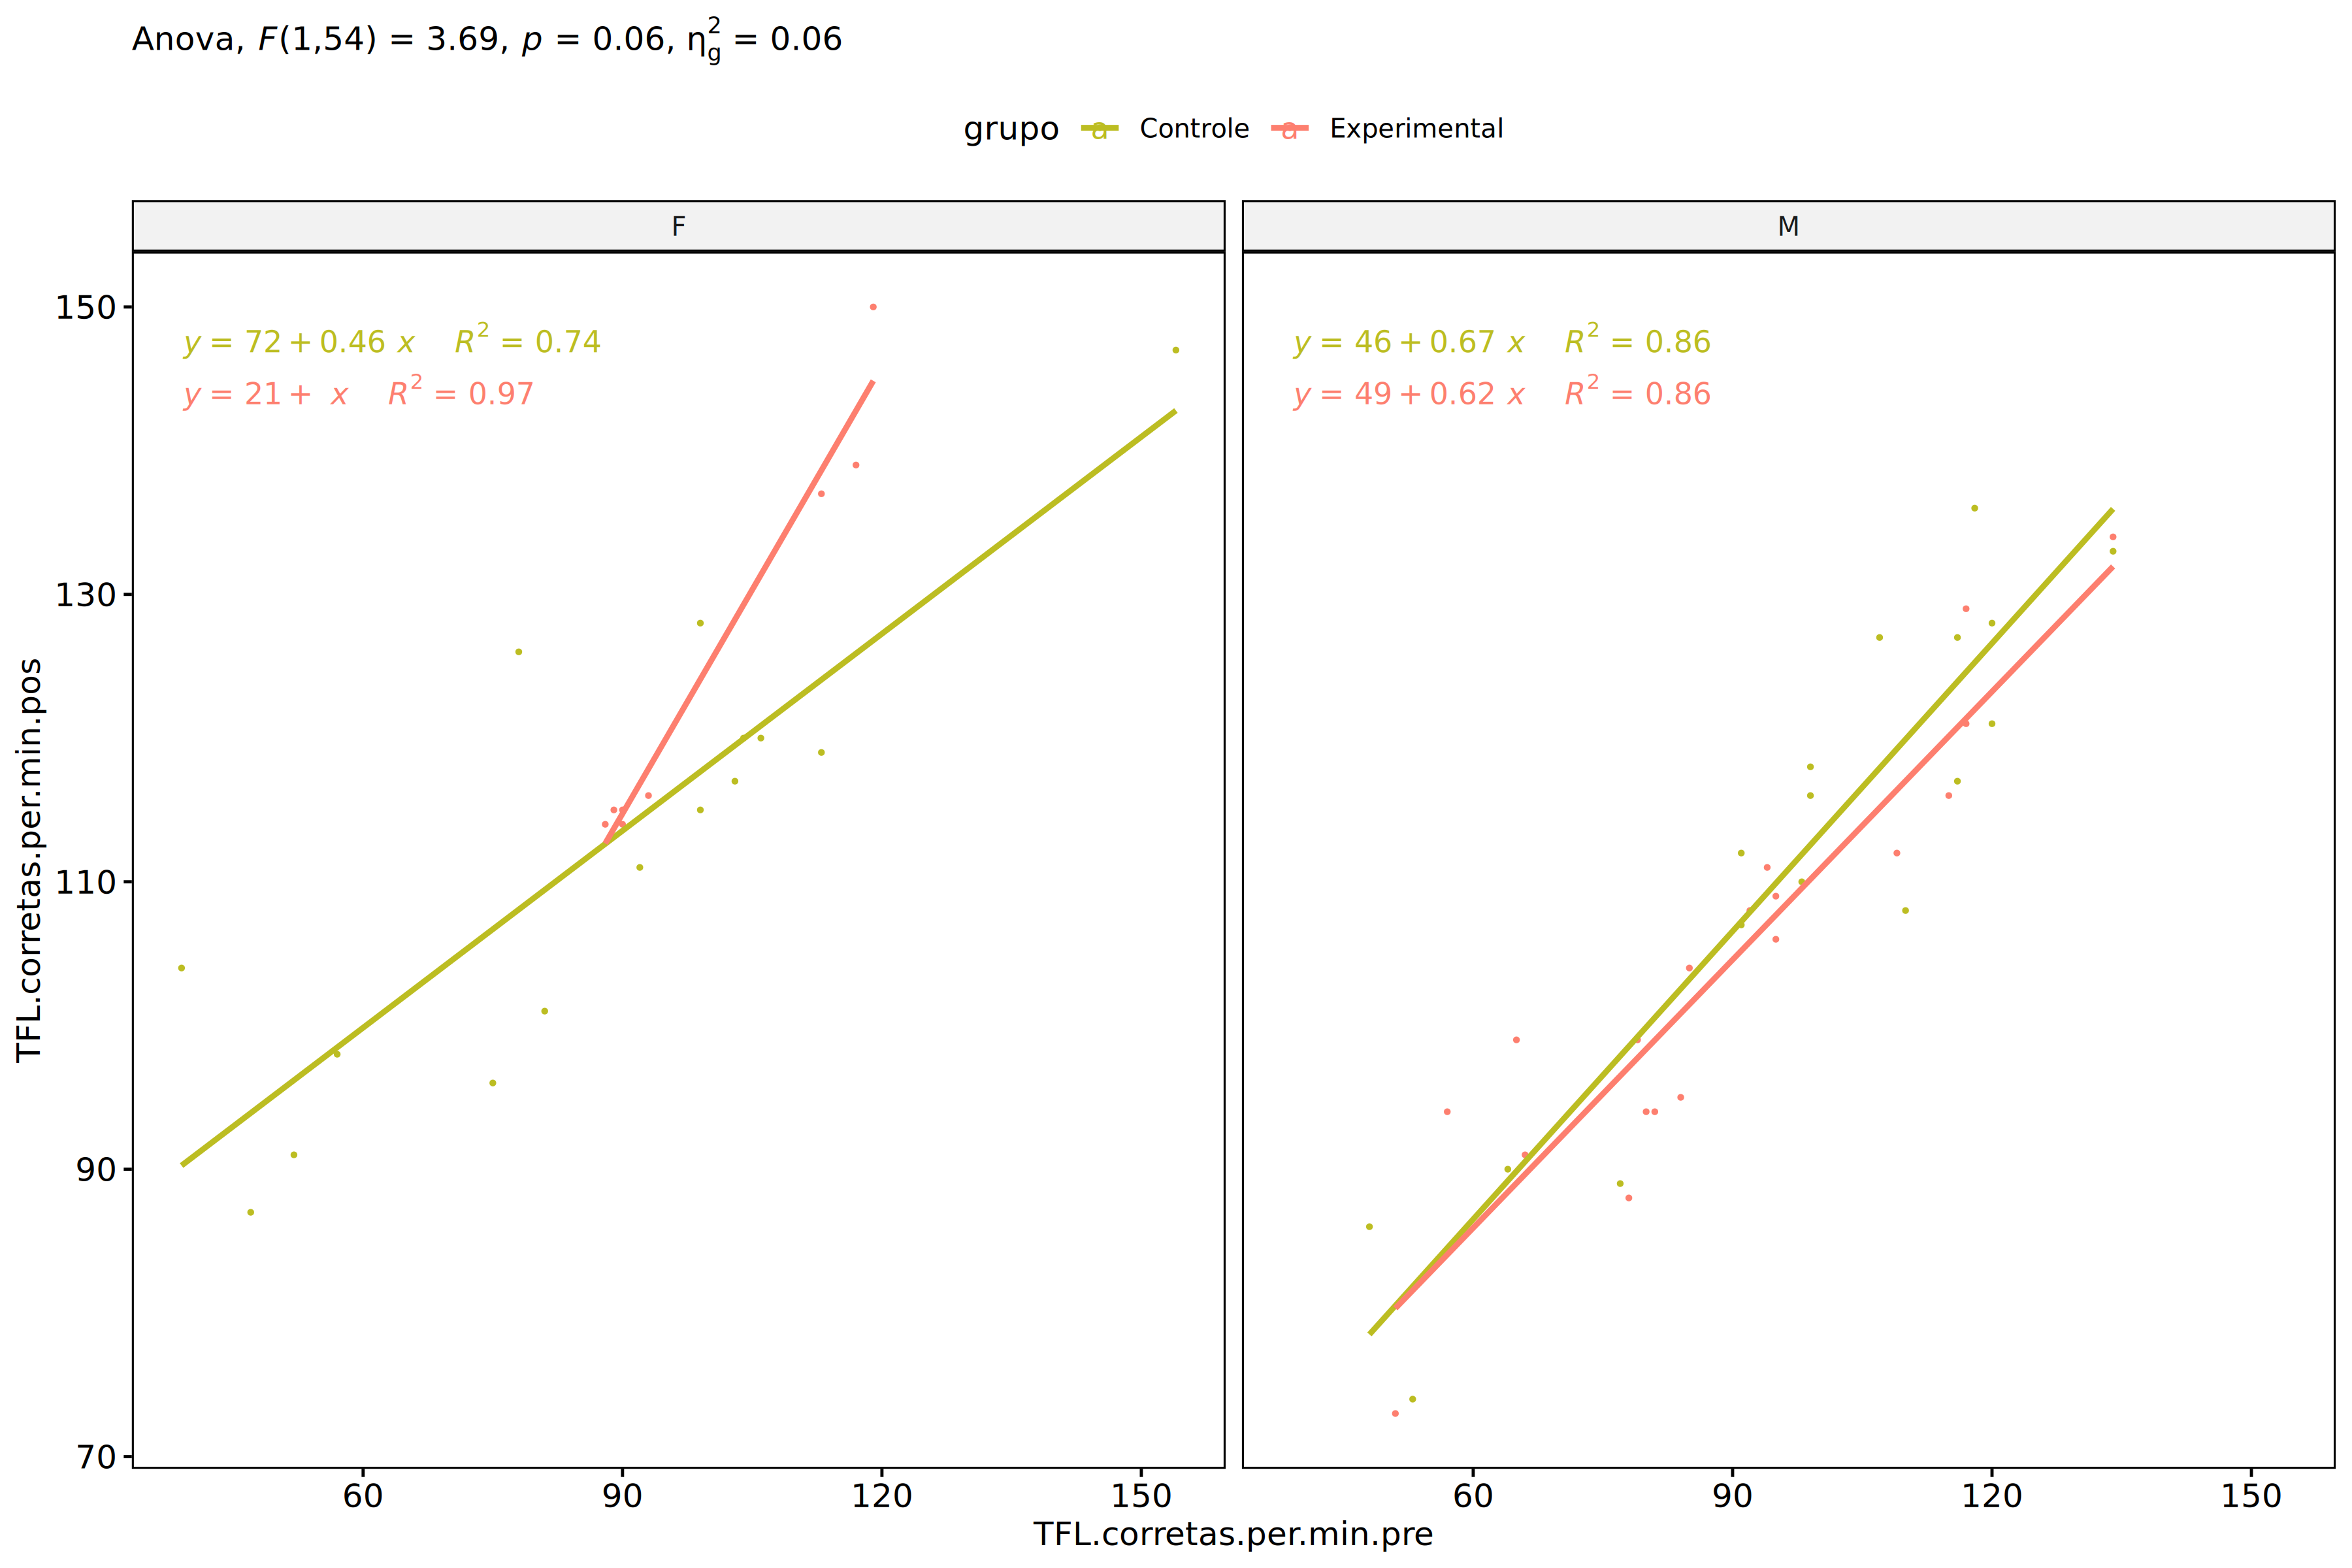 Anova, F(1,54) = 3.69, p = 0.06, η²g = 0.06
grupo a Controle a Experimental
F
M
150
130
110
90
70
y = 72 + 0.46 x R² = 0.74
y = 21 + x R² = 0.97
y = 46 + 0.67 x R² = 0.86
y = 49 + 0.62 x R² = 0.86
TFL.corretas.per.min.pos
60 90 120 150
60 90 120 150
TFL.corretas.per.min.pre